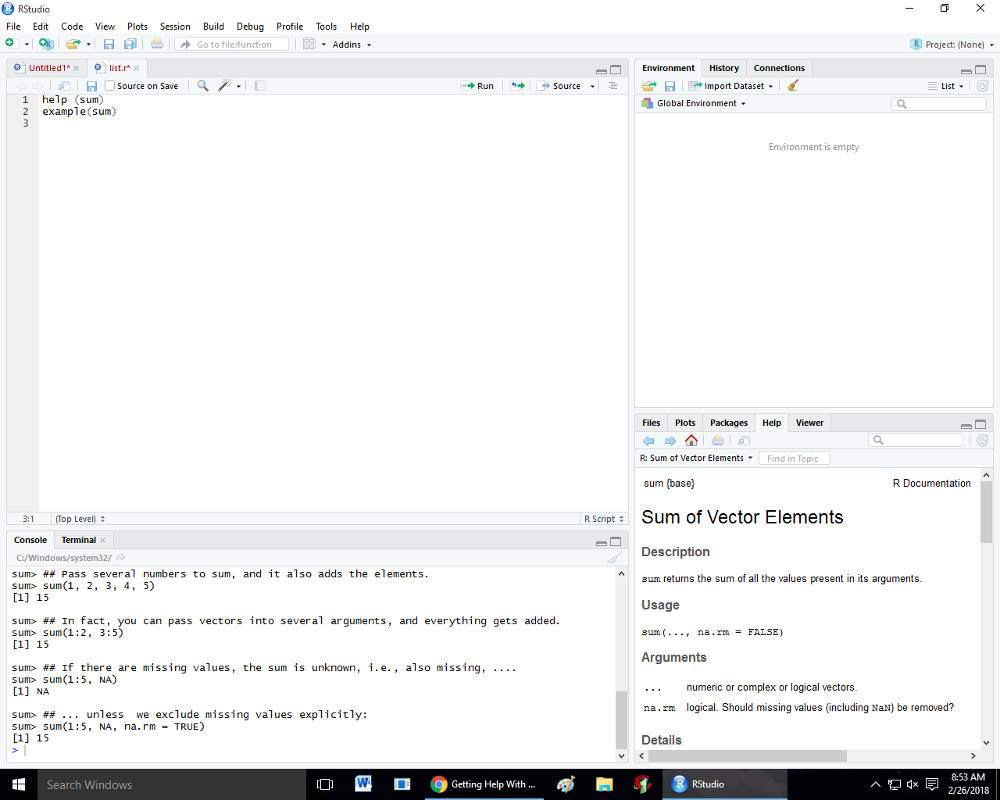 RStudio
File Edit Code View Plots Session Build Debug Profile Tools Help
Go to file/function Addins Project: (None)
Untitled1* list.r*
Source on Save Run Source
1 help (sum)
2 example(sum)
3
3:1 (Top Level) R Script
Console Terminal
C:/Windows/system32/
sum> ## Pass several numbers to sum, and it also adds the elements.
sum> sum(1, 2, 3, 4, 5)
[1] 15
sum> ## In fact, you can pass vectors into several arguments, and everything gets added.
sum> sum(1:2, 3:5)
[1] 15
sum> ## If there are missing values, the sum is unknown, i.e., also missing, ....
sum> sum(1:5, NA)
[1] NA
sum> ## ... unless  we exclude missing values explicitly:
sum> sum(1:5, NA, na.rm = TRUE)
[1] 15
>
Environment History Connections
Import Dataset List
Global Environment
Environment is empty
Files Plots Packages Help Viewer
R: Sum of Vector Elements Find in Topic
sum {base} R Documentation
Sum of Vector Elements
Description
sum returns the sum of all the values present in its arguments.
Usage
sum(..., na.rm = FALSE)
Arguments
... numeric or complex or logical vectors.
na.rm logical. Should missing values (including NaN) be removed?
Details
Search Windows Getting Help With ... RStudio 8:53 AM
2/26/2018